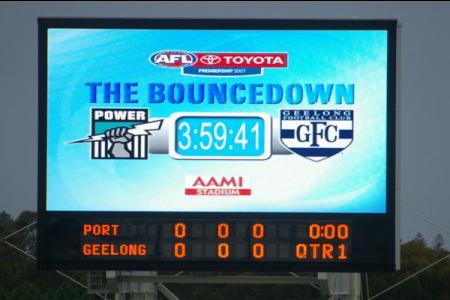 AFL TOYOTA
PREMIERSHIP 2007
THE BOUNCEDOWN
POWER
3:59:41
GEELONG
FOOTBALL CLUB
GFC
AAMI
STADIUM
PORT 0 0 0 0:00
GEELONG 0 0 0 QTR1